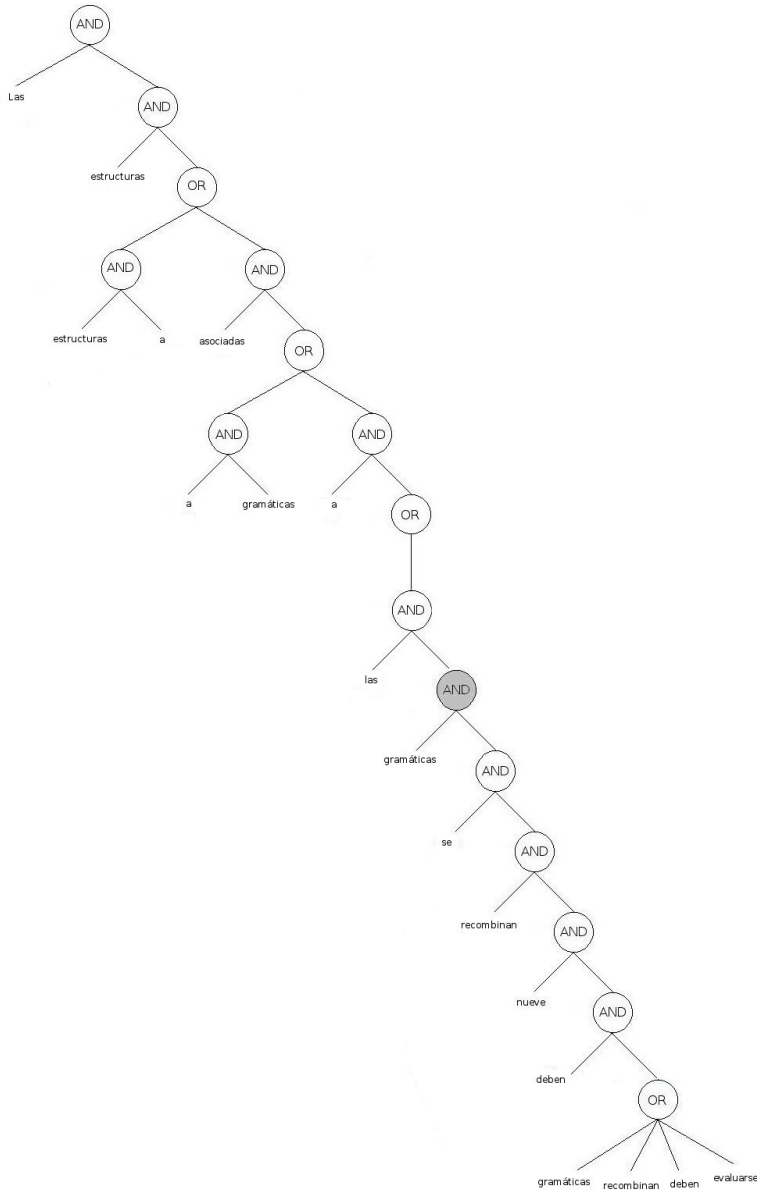 AND
Las
AND
estructuras
OR
AND AND
estructuras a asociadas
OR
AND AND
a gramáticas a
OR
AND
las
AND
gramáticas
AND
se
AND
recombinan
AND
nueve
AND
deben
OR
gramáticas recombinan deben evaluarse